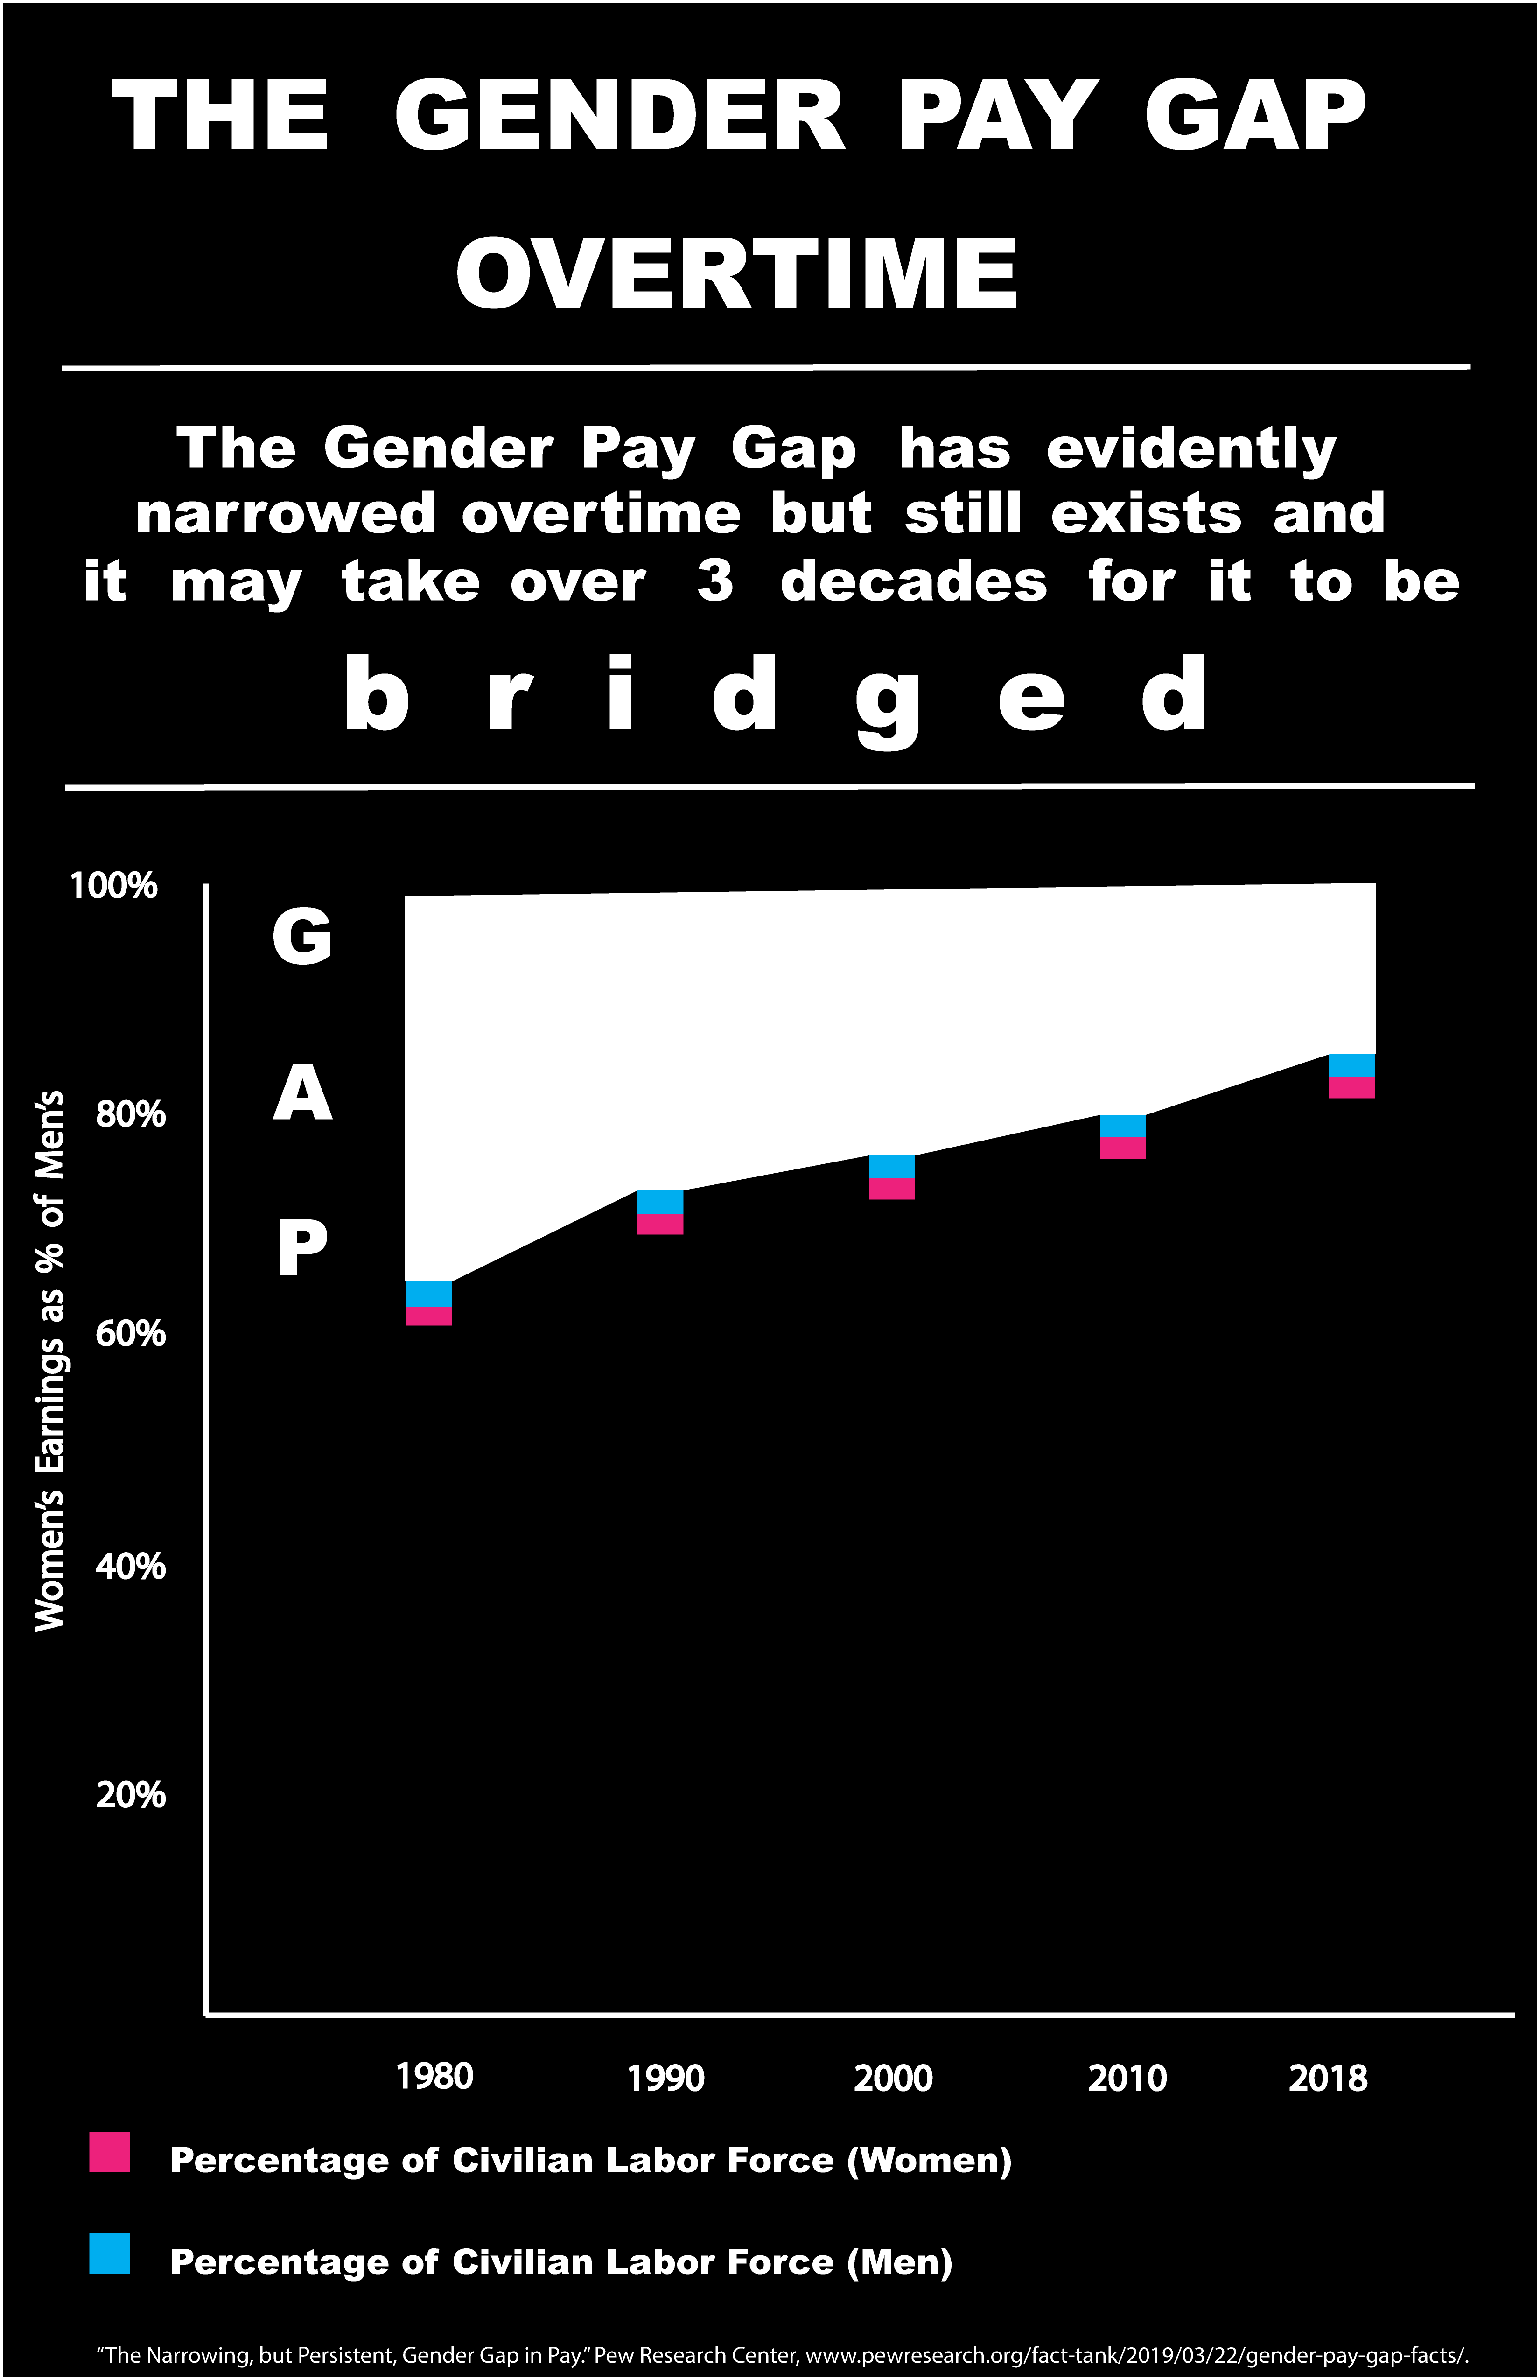 THE GENDER PAY GAP
OVERTIME
The Gender Pay Gap has evidently
narrowed overtime but still exists and
it may take over 3 decades for it to be
bridged
100%
80%
60%
40%
20%
Women's Earnings as % of Men's
G
A
P
1980 1990 2000 2010 2018
Percentage of Civilian Labor Force (Women)
Percentage of Civilian Labor Force (Men)
“The Narrowing, but Persistent, Gender Gap in Pay.” Pew Research Center, www.pewresearch.org/fact-tank/2019/03/22/gender-pay-gap-facts/.